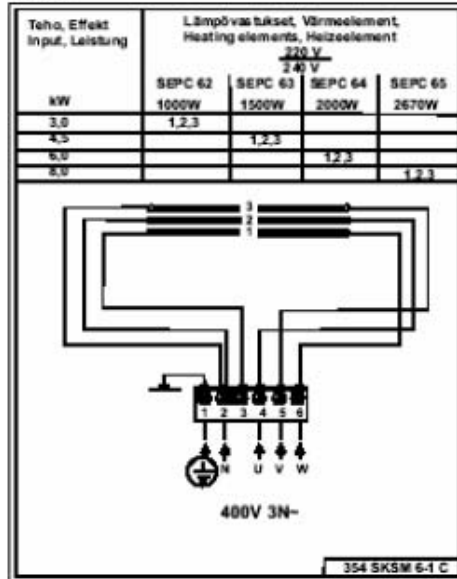 Teho, Effekt
Input, Leistung
kW
Lämpövastukset, Värmeelement,
Heating elements, Heizeelement
220 V
240 V
SEPC 62 SEPC 63 SEPC 64 SEPC 65
1000W 1500W 2000W 2670W
3,0 1,2,3
4,5 1,2,3
6,0 1,2,3
8,0 1,2,3
3
2
1
1 2 3 4 5 6
N U V W
400V 3N~
354 SKSM 6-1 C